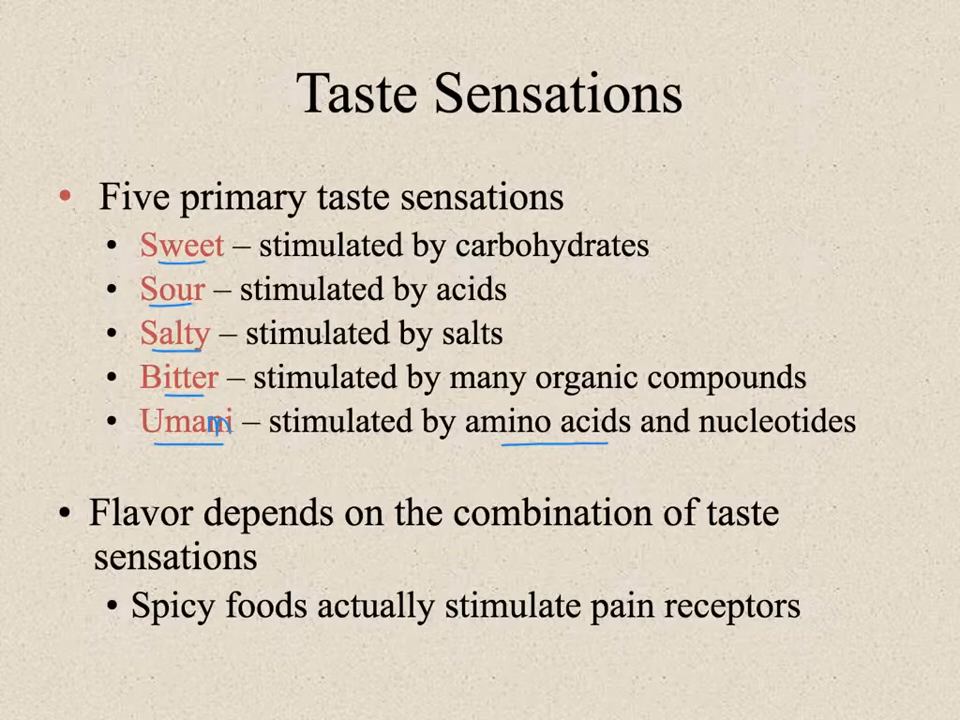 Taste Sensations
• Five primary taste sensations
• Sweet – stimulated by carbohydrates
• Sour – stimulated by acids
• Salty – stimulated by salts
• Bitter – stimulated by many organic compounds
• Umani – stimulated by amino acids and nucleotides
m
• Flavor depends on the combination of taste
sensations
• Spicy foods actually stimulate pain receptors